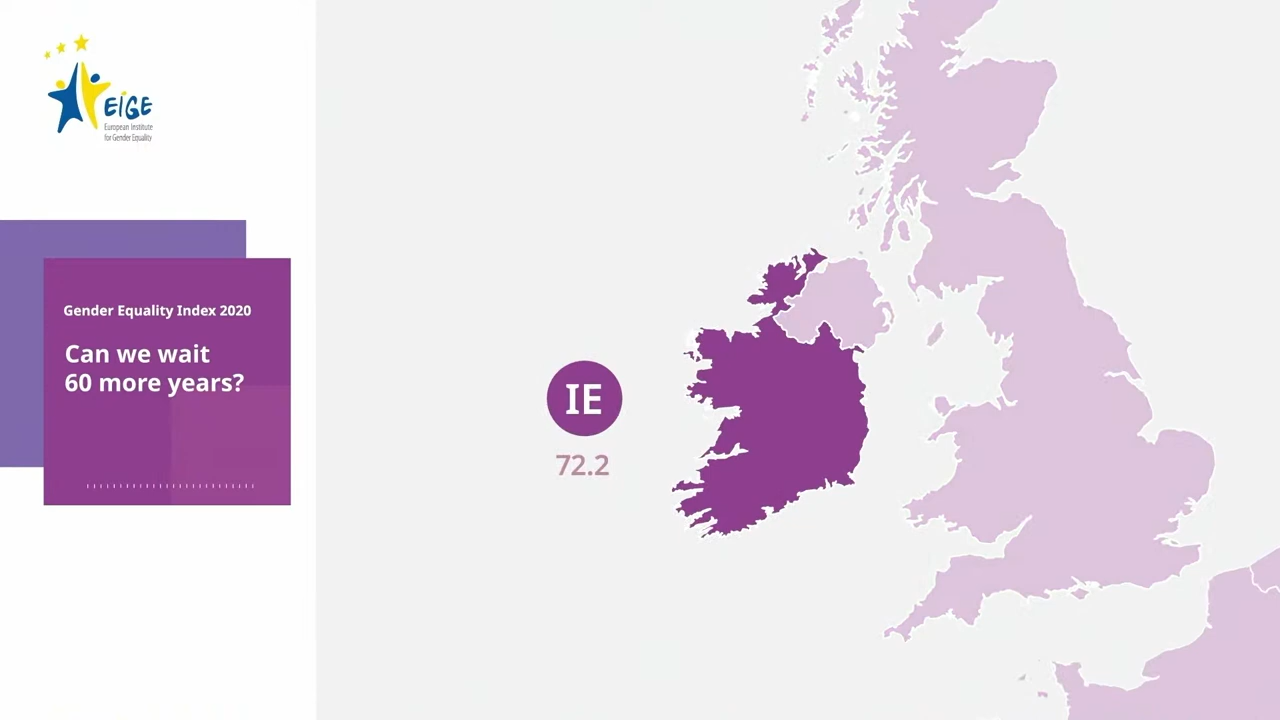 EIGE
European Institute
for Gender Equality
Gender Equality Index 2020
Can we wait
60 more years?
IE
72.2